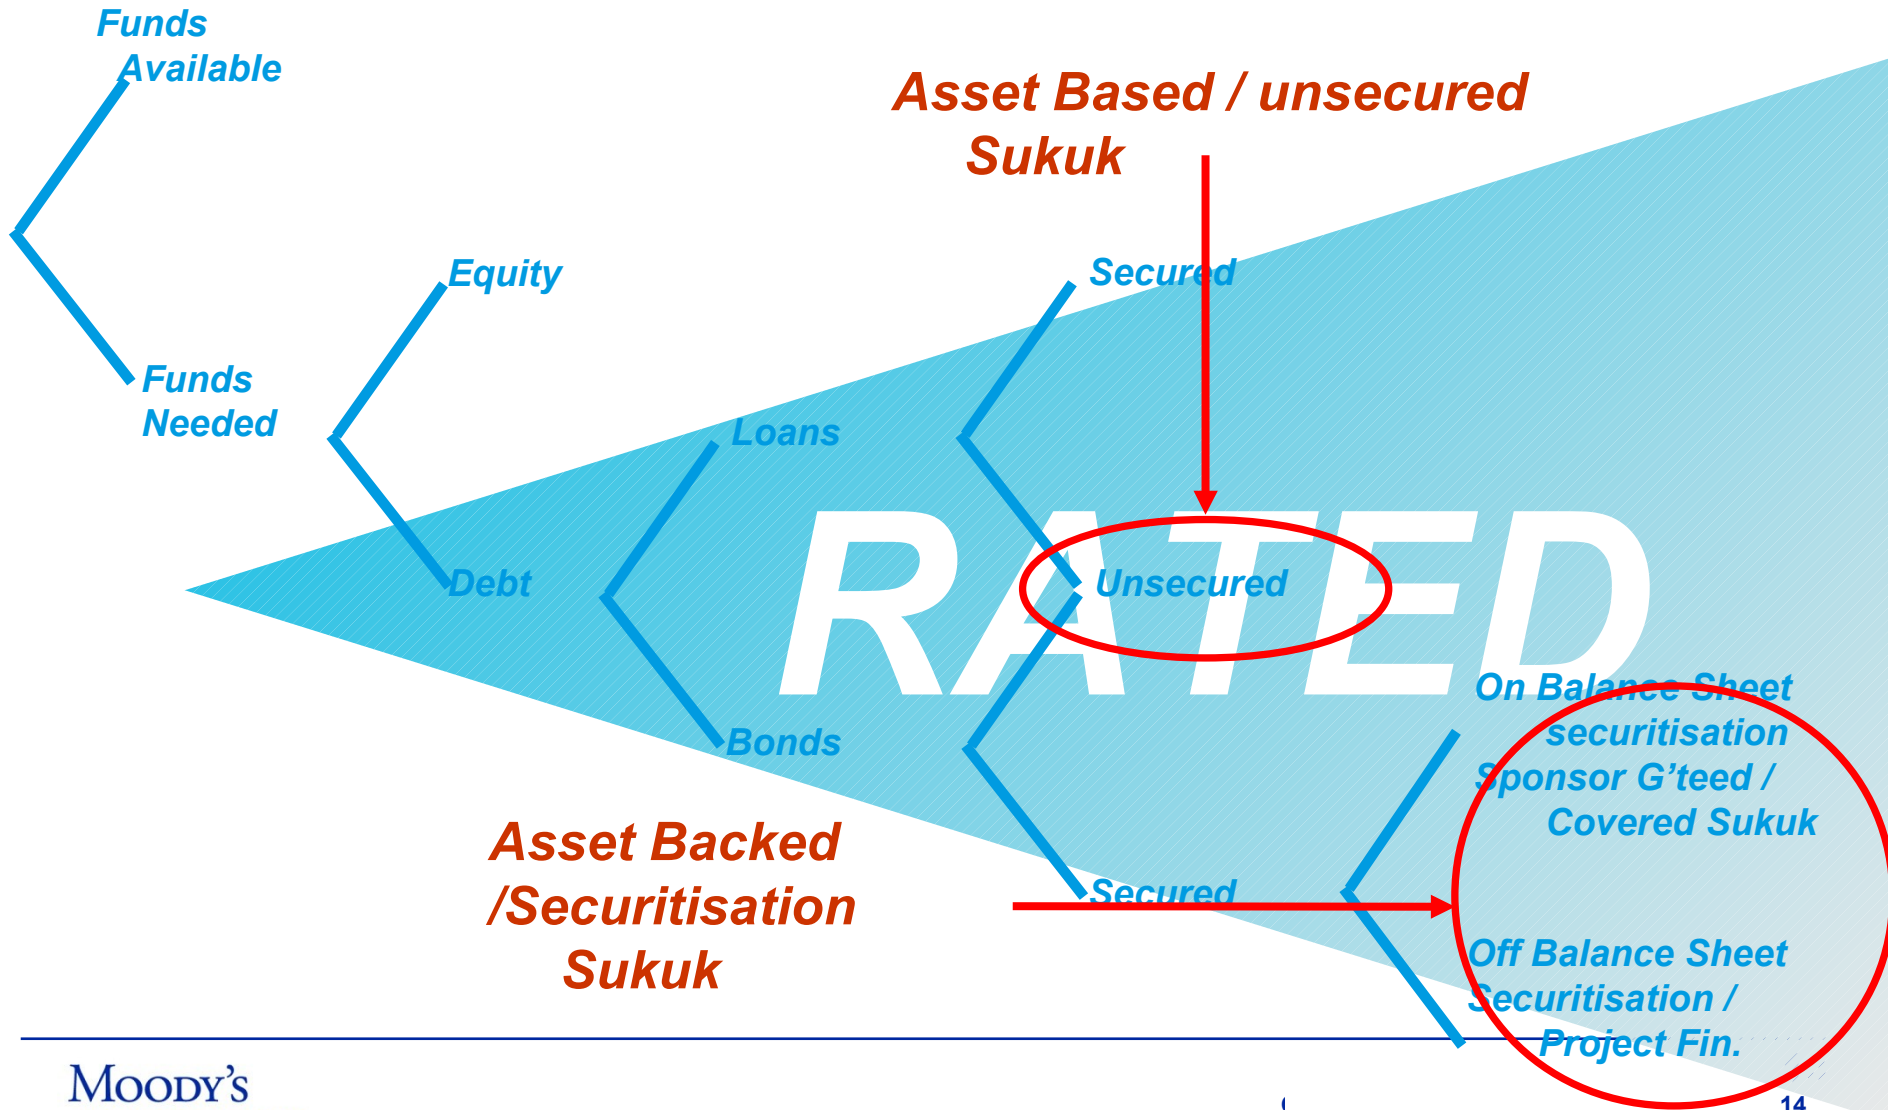 Funds
Available
Asset Based / unsecured
Sukuk
Equity
Secured
Funds
Needed
Loans
RATED
Debt
Unsecured
Bonds
On Balance Sheet
securitisation
Sponsor G’teed /
Covered Sukuk
Asset Backed
/Securitisation
Sukuk
Secured
Off Balance Sheet
Securitisation /
Project Fin.
Moody’s
14